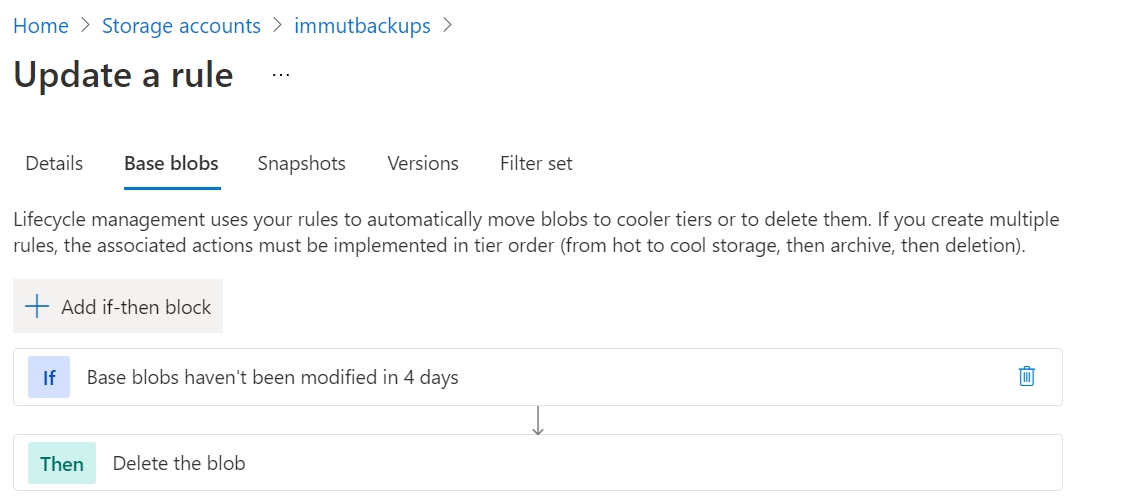 Home > Storage accounts > immutbackups >
Update a rule ...
Details Base blobs Snapshots Versions Filter set
Lifecycle management uses your rules to automatically move blobs to cooler tiers or to delete them. If you create multiple
rules, the associated actions must be implemented in tier order (from hot to cool storage, then archive, then deletion).
+ Add if-then block
If Base blobs haven't been modified in 4 days
Then Delete the blob